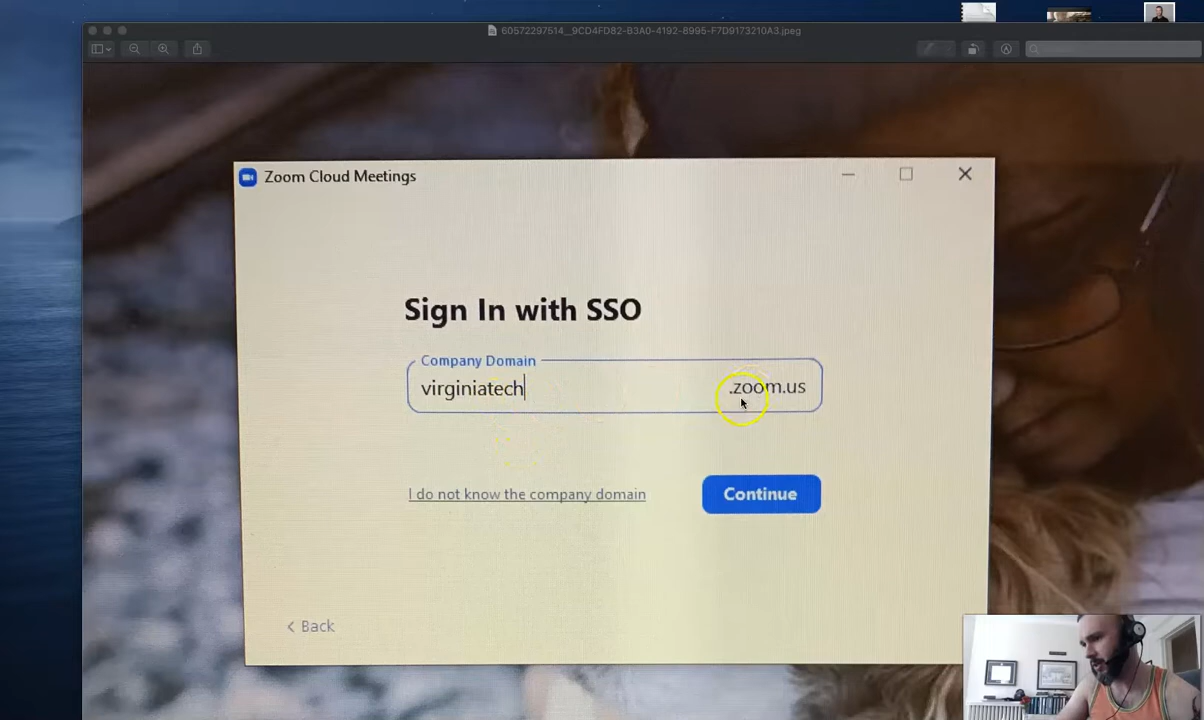 60572297514__9CD4FD82-B3A0-4192-8995-F7D9173210A3.jpeg
Zoom Cloud Meetings
Sign In with SSO
Company Domain
virginiatech
.zoom.us
I do not know the company domain
Continue
< Back